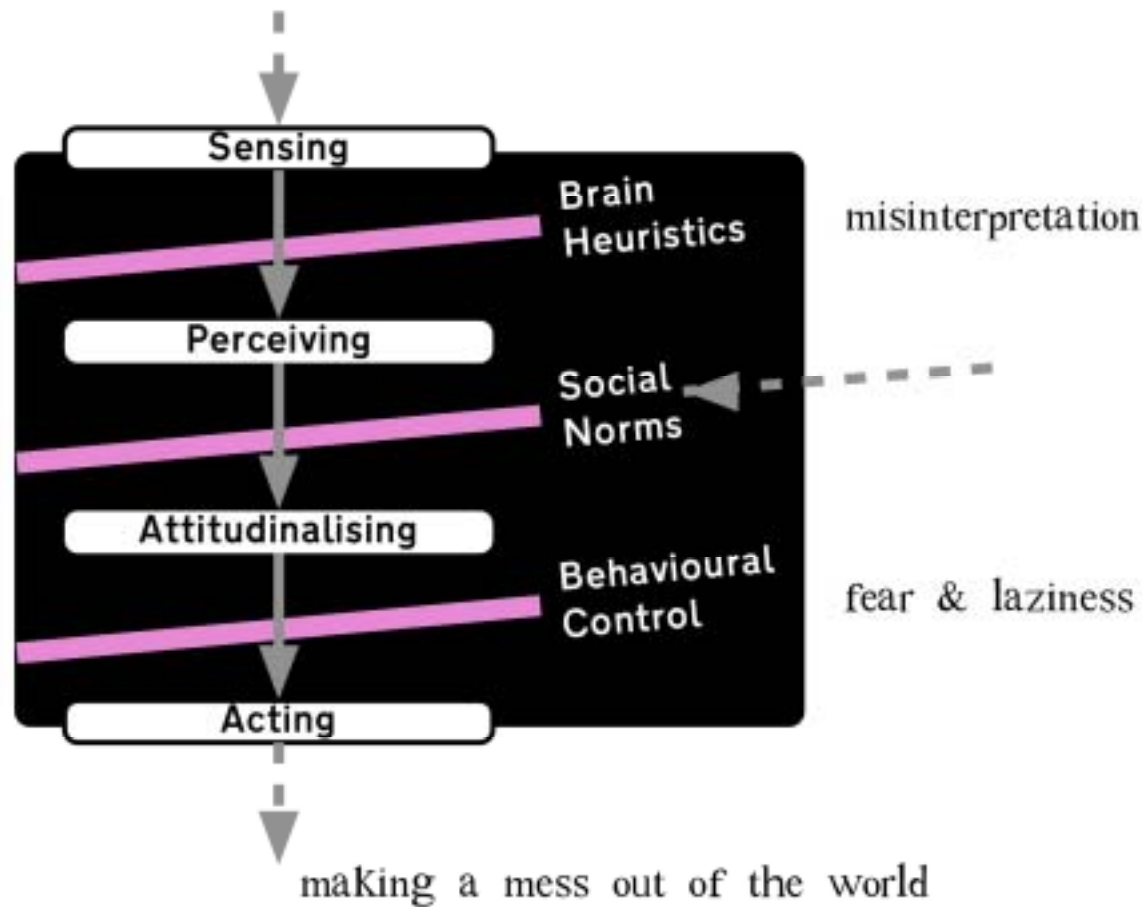 Sensing
Brain
Heuristics
misinterpretation
Perceiving
Social
Norms
Attitudinalising
Behavioural
Control
fear & laziness
Acting
making a mess out of the world